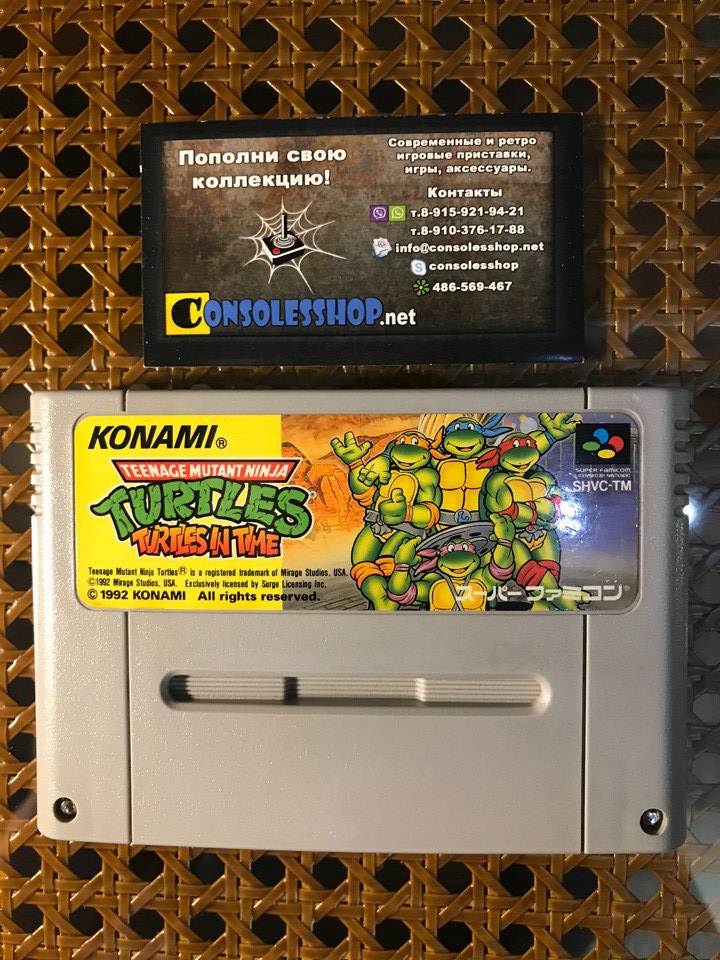 Пополни свою
коллекцию!
Современные и ретро
игровые приставки,
игры, аксессуары.
Контакты
т.8-915-921-94-21
т.8-910-376-17-88
info@consolesshop.net
consolesshop
486-569-467
CONSOLESSHOP.net
KONAMI®
TEENAGE MUTANT NINJA
TURTLES®
TURTLES IN TIME
SUPER FAMICOM
LICENSED BY NINTENDO
SHVC-TM
Teenage Mutant Ninja Turtles® is a registered trademark of Mirage Studios, USA.
©1992 Mirage Studios, USA. Exclusively licensed by Surge Licensing Inc.
©1992 KONAMI All rights reserved.
スーパーファミコン®